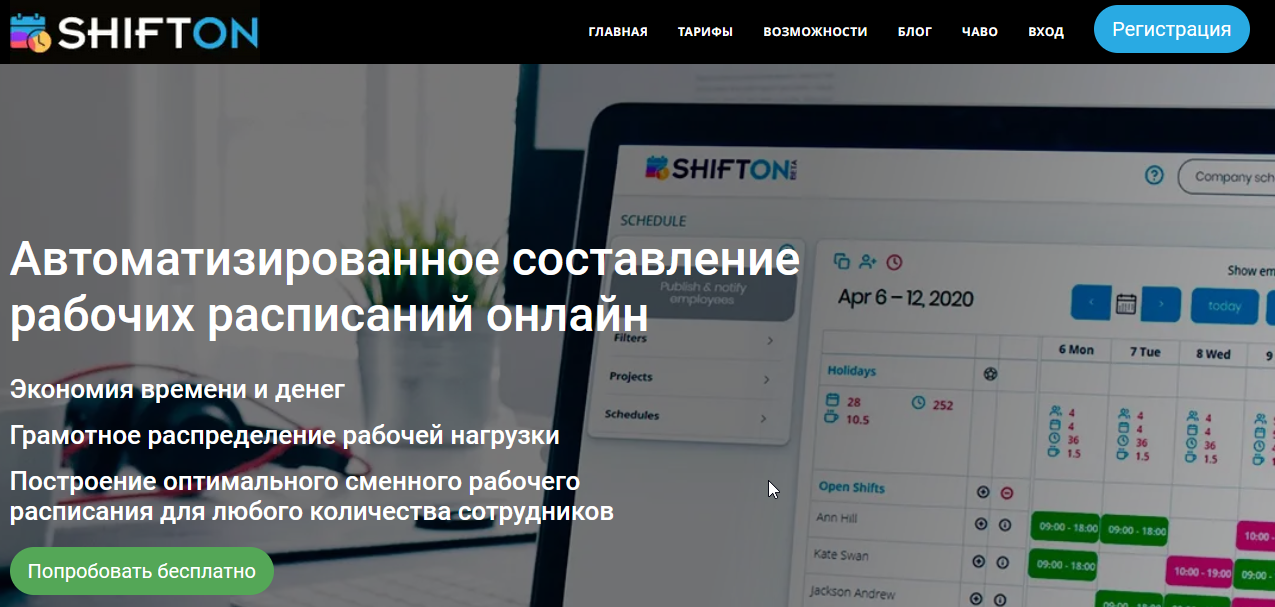 SHIFTON
ГЛАВНАЯ ТАРИФЫ ВОЗМОЖНОСТИ БЛОГ ЧАВО ВХОД Регистрация
SHIFTON BETA
Company sch
SCHEDULE
Publish & notify
employees
Filters
Projects
Schedules
Show em
Apr 6 – 12, 2020
today
6 Mon 7 Tue 8 Wed 9
Holidays
28 252
10.5
4 4 4
4 4 4
36 36 36
1.5 1.5 1.5
Open Shifts
Ann Hill
09:00 - 18:00 09:00 - 18:00 10:00 -
Kate Swan
09:00 - 18:00 10:00 - 19:00 09:00 -
Jackson Andrew
Автоматизированное составление
рабочих расписаний онлайн
Экономия времени и денег
Грамотное распределение рабочей нагрузки
Построение оптимального сменного рабочего
расписания для любого количества сотрудников
Попробовать бесплатно